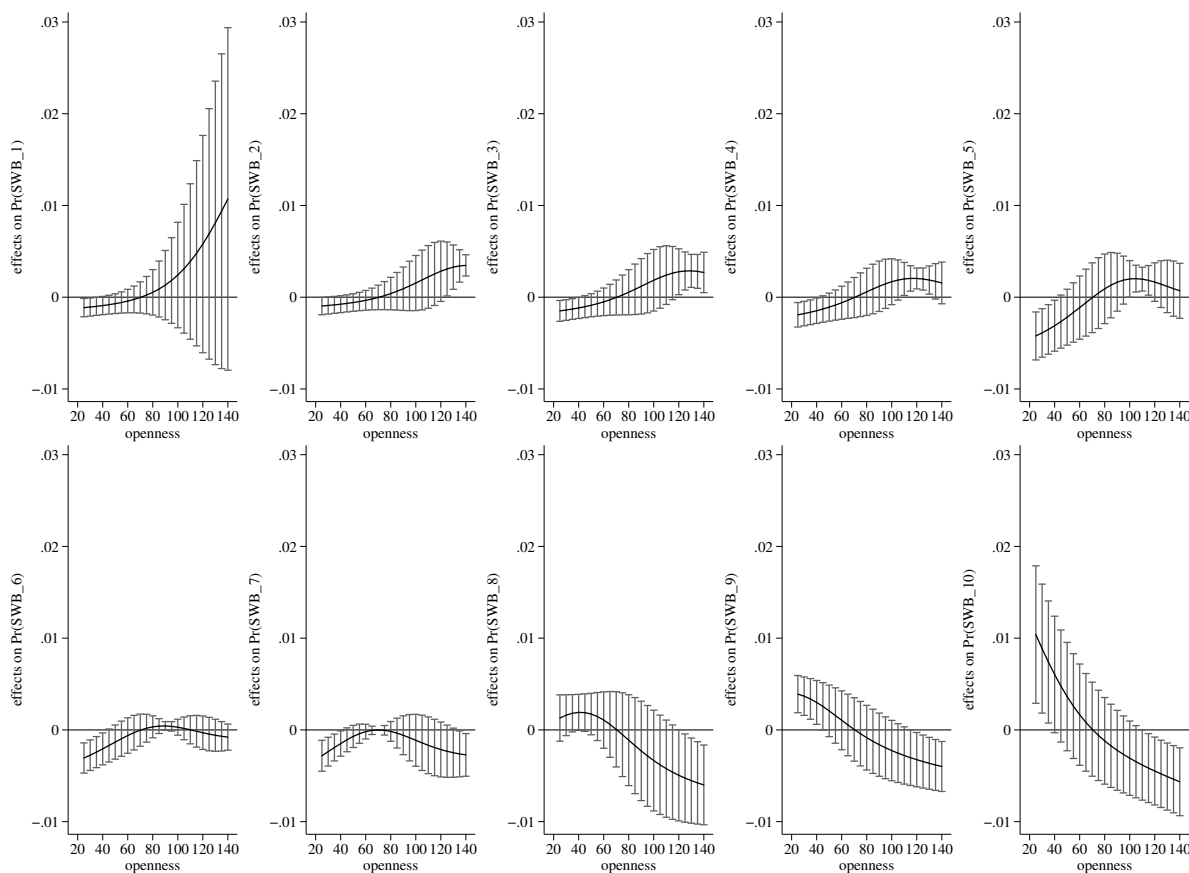 effects on Pr(SWB_1)
.03
.02
.01
0
−.01
20 40 60 80 100 120 140
openness
effects on Pr(SWB_2)
.03
.02
.01
0
−.01
20 40 60 80 100 120 140
openness
effects on Pr(SWB_3)
.03
.02
.01
0
−.01
20 40 60 80 100 120 140
openness
effects on Pr(SWB_4)
.03
.02
.01
0
−.01
20 40 60 80 100 120 140
openness
effects on Pr(SWB_5)
.03
.02
.01
0
−.01
20 40 60 80 100 120 140
openness
effects on Pr(SWB_6)
.03
.02
.01
0
−.01
20 40 60 80 100 120 140
openness
effects on Pr(SWB_7)
.03
.02
.01
0
−.01
20 40 60 80 100 120 140
openness
effects on Pr(SWB_8)
.03
.02
.01
0
−.01
20 40 60 80 100 120 140
openness
effects on Pr(SWB_9)
.03
.02
.01
0
−.01
20 40 60 80 100 120 140
openness
effects on Pr(SWB_10)
.03
.02
.01
0
−.01
20 40 60 80 100 120 140
openness